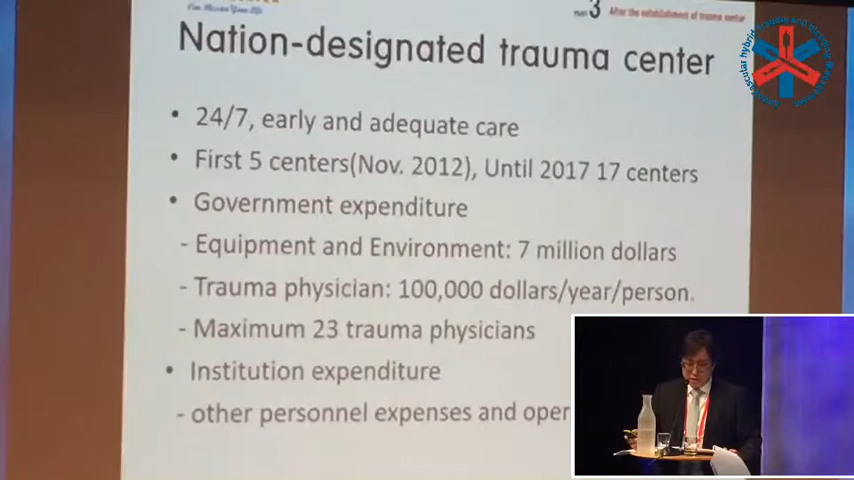 PART 3 After the establishment of trauma center
Nation-designated trauma center
• 24/7, early and adequate care
• First 5 centers(Nov. 2012), Until 2017 17 centers
• Government expenditure
- Equipment and Environment: 7 million dollars
- Trauma physician: 100,000 dollars/year/person.
- Maximum 23 trauma physicians
• Institution expenditure
- other personnel expenses and oper